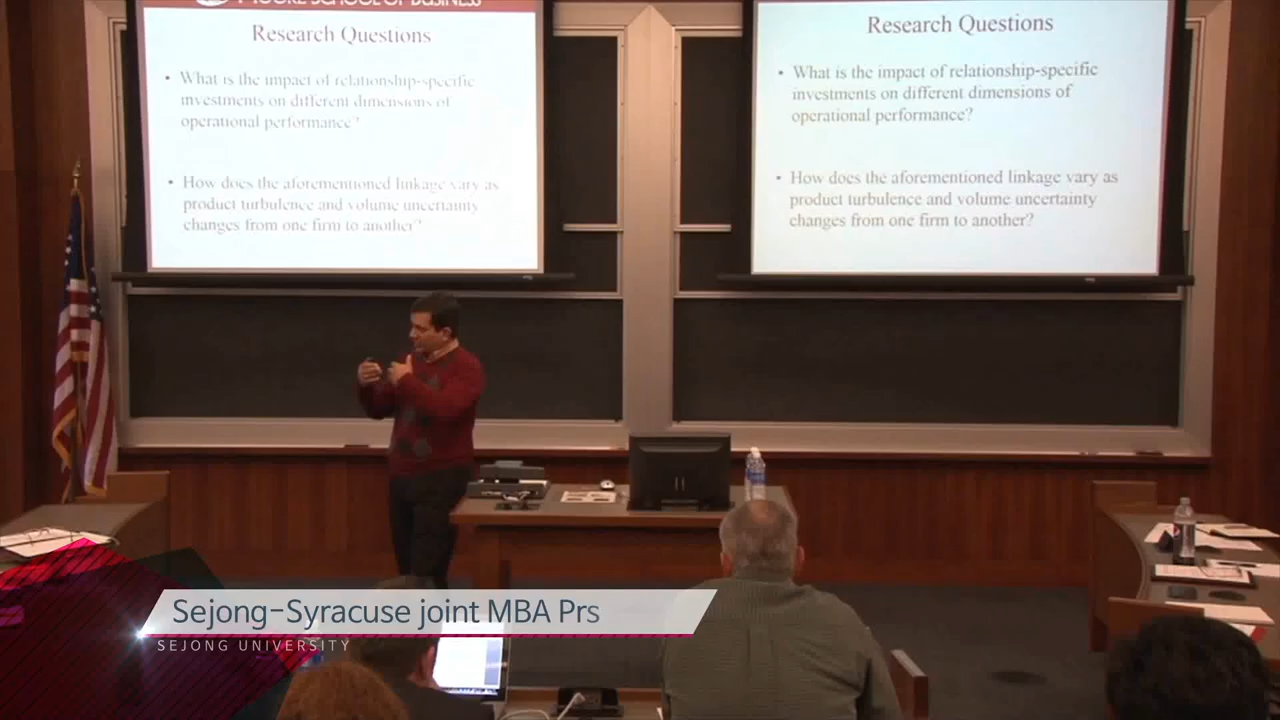 MOORE SCHOOL OF BUSINESS
Research Questions
• What is the impact of relationship-specific
investments on different dimensions of
operational performance?
• How does the aforementioned linkage vary as
product turbulence and volume uncertainty
changes from one firm to another?
Research Questions
• What is the impact of relationship-specific
investments on different dimensions of
operational performance?
• How does the aforementioned linkage vary as
product turbulence and volume uncertainty
changes from one firm to another?
Sejong-Syracuse joint MBA Prs
SEJONG UNIVERSITY